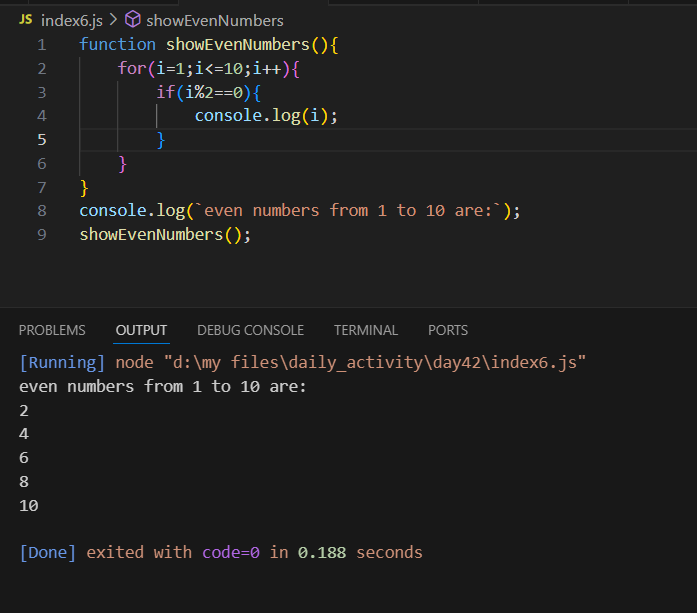 JS index6.js > showEvenNumbers
1 function showEvenNumbers(){
2 for(i=1;i<=10;i++){
3 if(i%2==0){
4 console.log(i);
5 }
6 }
7 }
8 console.log(`even numbers from 1 to 10 are:`);
9 showEvenNumbers();
PROBLEMS OUTPUT DEBUG CONSOLE TERMINAL PORTS
[Running] node "d:\my files\daily_activity\day42\index6.js"
even numbers from 1 to 10 are:
2
4
6
8
10
[Done] exited with code=0 in 0.188 seconds